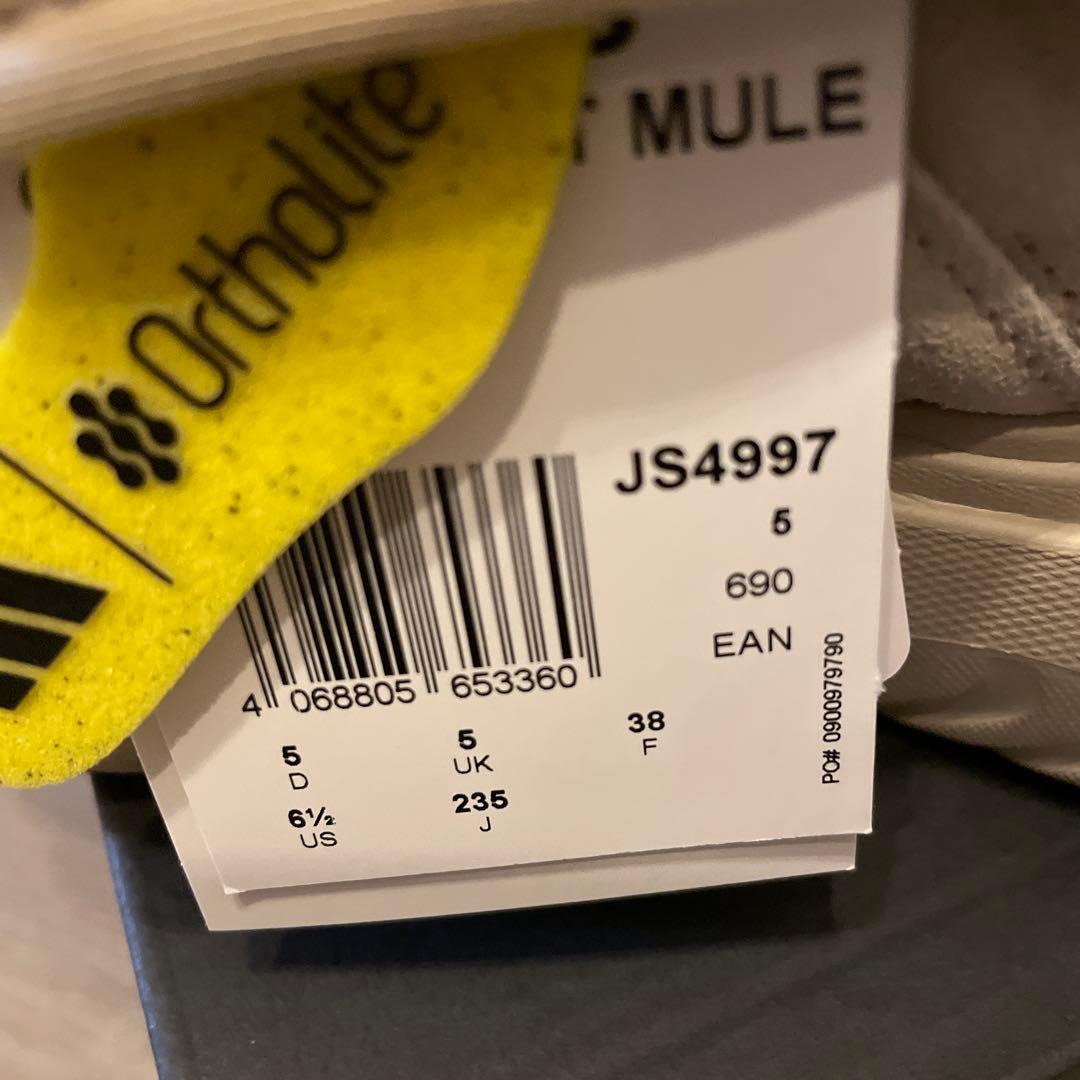 MULE
OrthoLite
JS4997
5
690
EAN
4 068805 653360
5
D
5
UK
38
F
6½
US
235
J
PO# 0900979790